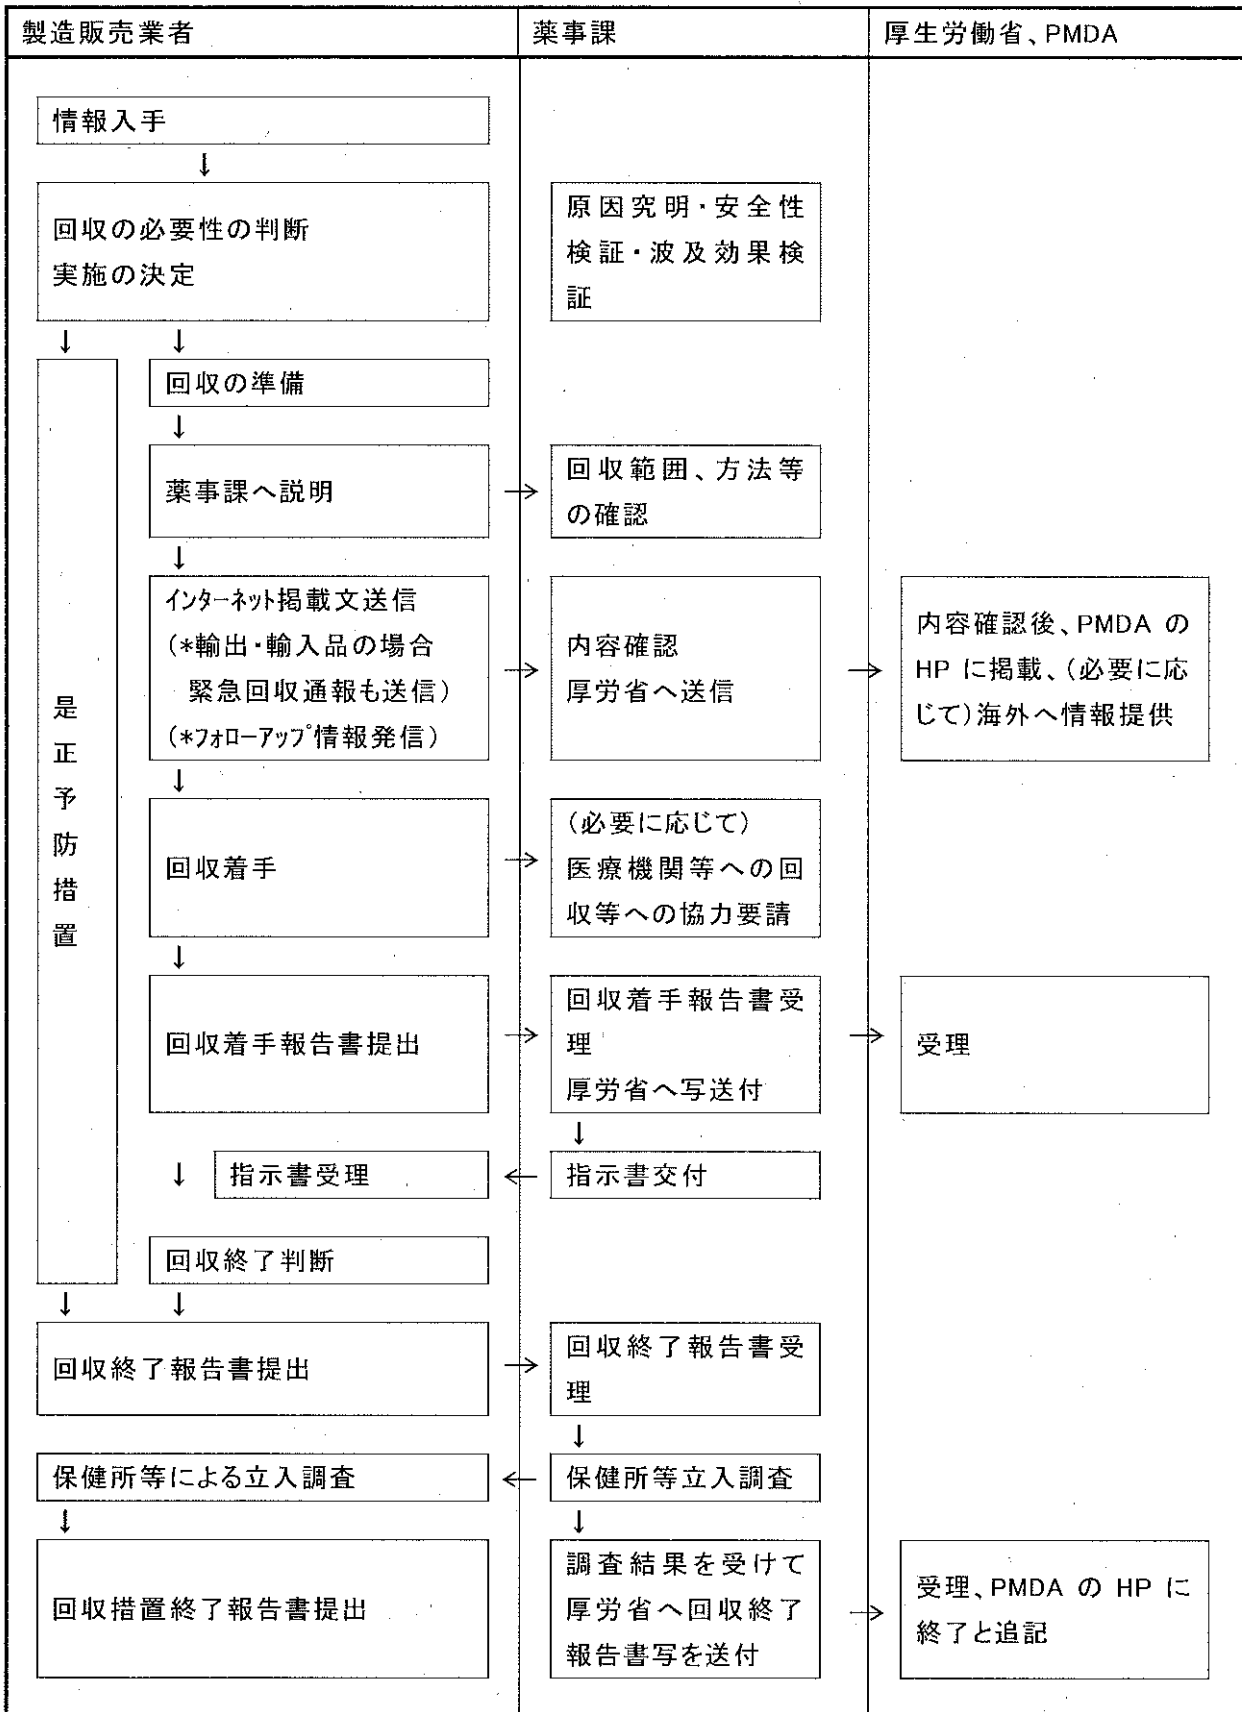 製造販売業者
薬事課
厚生労働省、PMDA
情報入手
↓
回収の必要性の判断
実施の決定
原因究明・安全性
検証・波及効果検
証
↓ ↓
是正予防措置
回収の準備
↓
薬事課へ説明
→
回収範囲、方法等
の確認
↓
インターネット掲載文送信
(*輸出・輸入品の場合
緊急回収通報も送信)
(*フォローアップ情報発信)
→
内容確認
厚労省へ送信
→
内容確認後、PMDA の
HP に掲載、(必要に応
じて)海外へ情報提供
↓
回収着手
→
(必要に応じて)
医療機関等への回
収等への協力要請
↓
回収着手報告書提出
→
回収着手報告書受
理
厚労省へ写送付
→
受理
↓
↓
指示書受理
←
指示書交付
回収終了判断
↓ ↓
回収終了報告書提出
→
回収終了報告書受
理
↓
保健所等による立入調査
←
保健所等立入調査
↓
↓
回収措置終了報告書提出
調査結果を受けて
厚労省へ回収終了
報告書写を送付
→
受理、PMDA の HP に
終了と追記